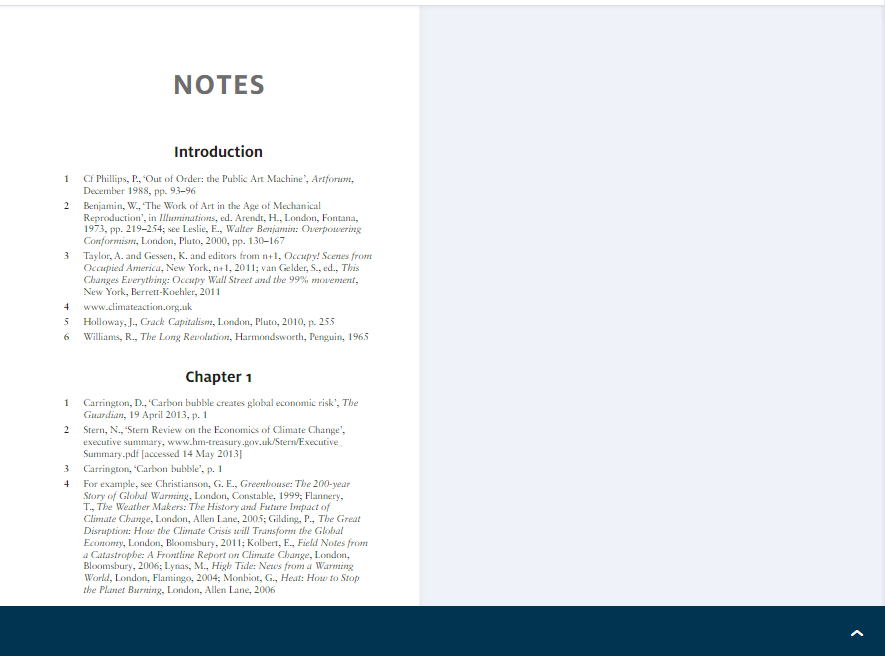 NOTES
Introduction
1 Cf Phillips, P., ‘Out of Order: the Public Art Machine’, Artforum,
December 1988, pp. 93–96
2 Benjamin, W., ‘The Work of Art in the Age of Mechanical
Reproduction’, in Illuminations, ed. Arendt, H., London, Fontana,
1973, pp. 219–254; see Leslie, E., Walter Benjamin: Overpowering
Conformism, London, Pluto, 2000, pp. 130–167
3 Taylor, A. and Gessen, K. and editors from n+1, Occupy! Scenes from
Occupied America, New York, n+1, 2011; van Gelder, S., ed., This
Changes Everything: Occupy Wall Street and the 99% movement,
New York, Berrett-Koehler, 2011
4 www.climateaction.org.uk
5 Holloway, J., Crack Capitalism, London, Pluto, 2010, p. 255
6 Williams, R., The Long Revolution, Harmondsworth, Penguin, 1965
Chapter 1
1 Carrington, D., ‘Carbon bubble creates global economic risk’, The
Guardian, 19 April 2013, p. 1
2 Stern, N., ‘Stern Review on the Economics of Climate Change’,
executive summary, www.hm-treasury.gov.uk/Stern/Executive_
Summary.pdf [accessed 14 May 2013]
3 Carrington, ‘Carbon bubble’, p. 1
4 For example, see Christianson, G. E., Greenhouse: The 200-year
Story of Global Warming, London, Constable, 1999; Flannery,
T., The Weather Makers: The History and Future Impact of
Climate Change, London, Allen Lane, 2005; Gilding, P., The Great
Disruption: How the Climate Crisis will Transform the Global
Economy, London, Bloomsbury, 2011; Kolbert, E., Field Notes from
a Catastrophe: A Frontline Report on Climate Change, London,
Bloomsbury, 2006; Lynas, M., High Tide: News from a Warming
World, London, Flamingo, 2004; Monbiot, G., Heat: How to Stop
the Planet Burning, London, Allen Lane, 2006